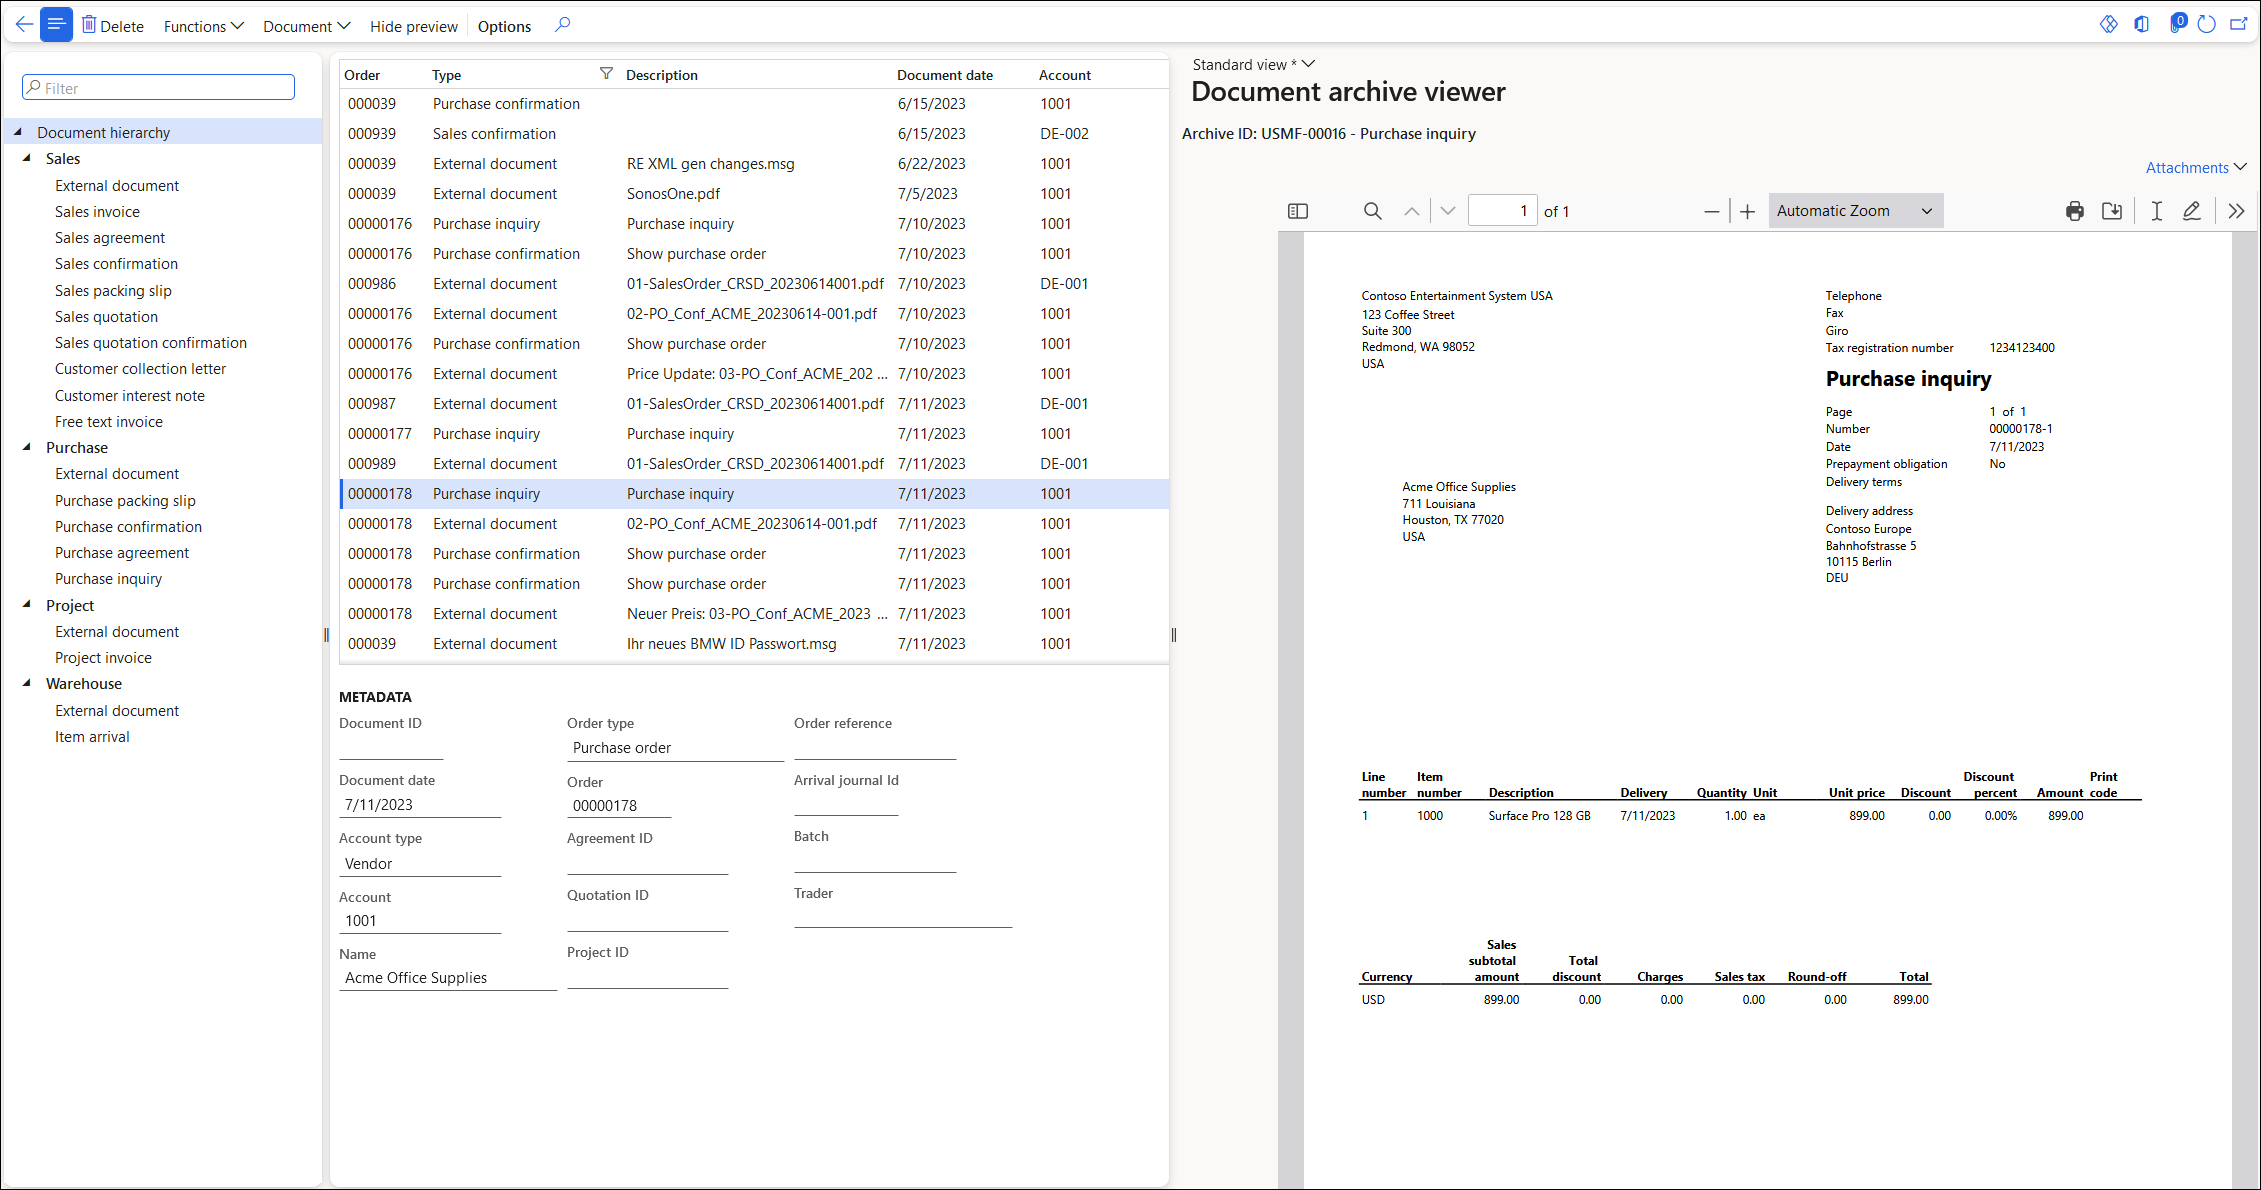 Delete Functions Document Hide preview Options 0
Filter
Document hierarchy
Sales
External document
Sales invoice
Sales agreement
Sales confirmation
Sales packing slip
Sales quotation
Sales quotation confirmation
Customer collection letter
Customer interest note
Free text invoice
Purchase
External document
Purchase packing slip
Purchase confirmation
Purchase agreement
Purchase inquiry
Project
External document
Project invoice
Warehouse
External document
Item arrival
Order Type Description Document date Account
000039 Purchase confirmation 6/15/2023 1001
000939 Sales confirmation 6/15/2023 DE-002
000039 External document RE XML gen changes.msg 6/22/2023 1001
000039 External document SonosOne.pdf 7/5/2023 1001
00000176 Purchase inquiry Purchase inquiry 7/10/2023 1001
00000176 Purchase confirmation Show purchase order 7/10/2023 1001
000986 External document 01-SalesOrder_CRSD_20230614001.pdf 7/10/2023 DE-001
00000176 External document 02-PO_Conf_ACME_20230614-001.pdf 7/10/2023 1001
00000176 Purchase confirmation Show purchase order 7/10/2023 1001
00000176 External document Price Update: 03-PO_Conf_ACME_202 ... 7/10/2023 1001
000987 External document 01-SalesOrder_CRSD_20230614001.pdf 7/11/2023 DE-001
00000177 Purchase inquiry Purchase inquiry 7/11/2023 1001
000989 External document 01-SalesOrder_CRSD_20230614001.pdf 7/11/2023 DE-001
00000178 Purchase inquiry Purchase inquiry 7/11/2023 1001
00000178 External document 02-PO_Conf_ACME_20230614-001.pdf 7/11/2023 1001
00000178 Purchase confirmation Show purchase order 7/11/2023 1001
00000178 Purchase confirmation Show purchase order 7/11/2023 1001
00000178 External document Neuer Preis: 03-PO_Conf_ACME_2023 ... 7/11/2023 1001
000039 External document Ihr neues BMW ID Passwort.msg 7/11/2023 1001
METADATA
Document ID Order type Order reference
Purchase order
Document date Order Arrival journal Id
7/11/2023 00000178
Account type Agreement ID Batch
Vendor
Account Quotation ID Trader
1001
Name Project ID
Acme Office Supplies
Standard view *
Document archive viewer
Archive ID: USMF-00016 - Purchase inquiry
Attachments
1 of 1 Automatic Zoom
Contoso Entertainment System USA
123 Coffee Street
Suite 300
Redmond, WA 98052
USA
Telephone
Fax
Giro
Tax registration number 1234123400
Purchase inquiry
Page 1 of 1
Number 00000178-1
Date 7/11/2023
Prepayment obligation No
Delivery terms
Acme Office Supplies
711 Louisiana
Houston, TX 77020
USA
Delivery address
Contoso Europe
Bahnhofstrasse 5
10115 Berlin
DEU
Line Item Discount Print
number number Description Delivery Quantity Unit Unit price Discount percent Amount code
1 1000 Surface Pro 128 GB 7/11/2023 1.00 ea 899.00 0.00 0.00% 899.00
Sales
subtotal Total
Currency amount discount Charges Sales tax Round-off Total
USD 899.00 0.00 0.00 0.00 0.00 899.00